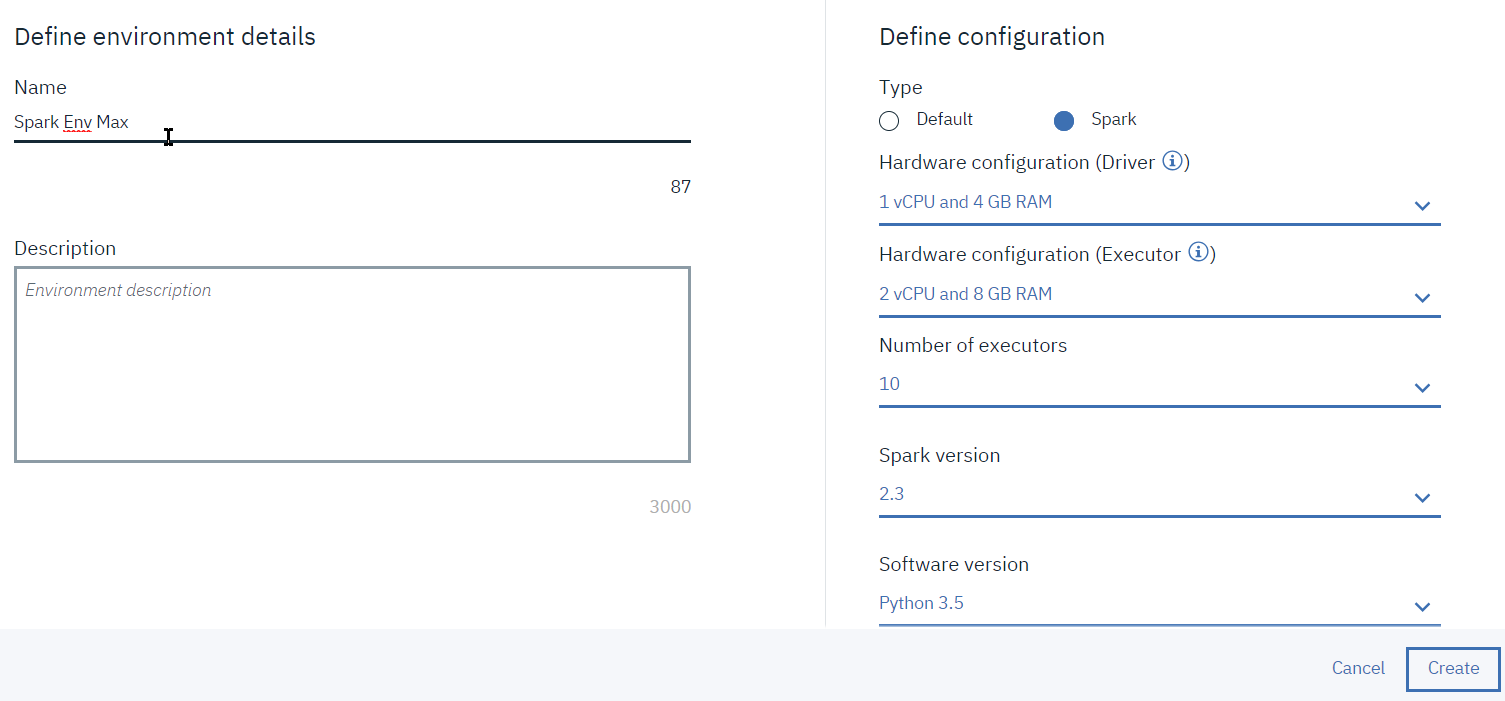 Define environment details
Name
Spark Env Max
87
Description
Environment description
3000
Define configuration
Type
Default
Spark
Hardware configuration (Driver i)
1 vCPU and 4 GB RAM
Hardware configuration (Executor i)
2 vCPU and 8 GB RAM
Number of executors
10
Spark version
2.3
Software version
Python 3.5
Cancel
Create